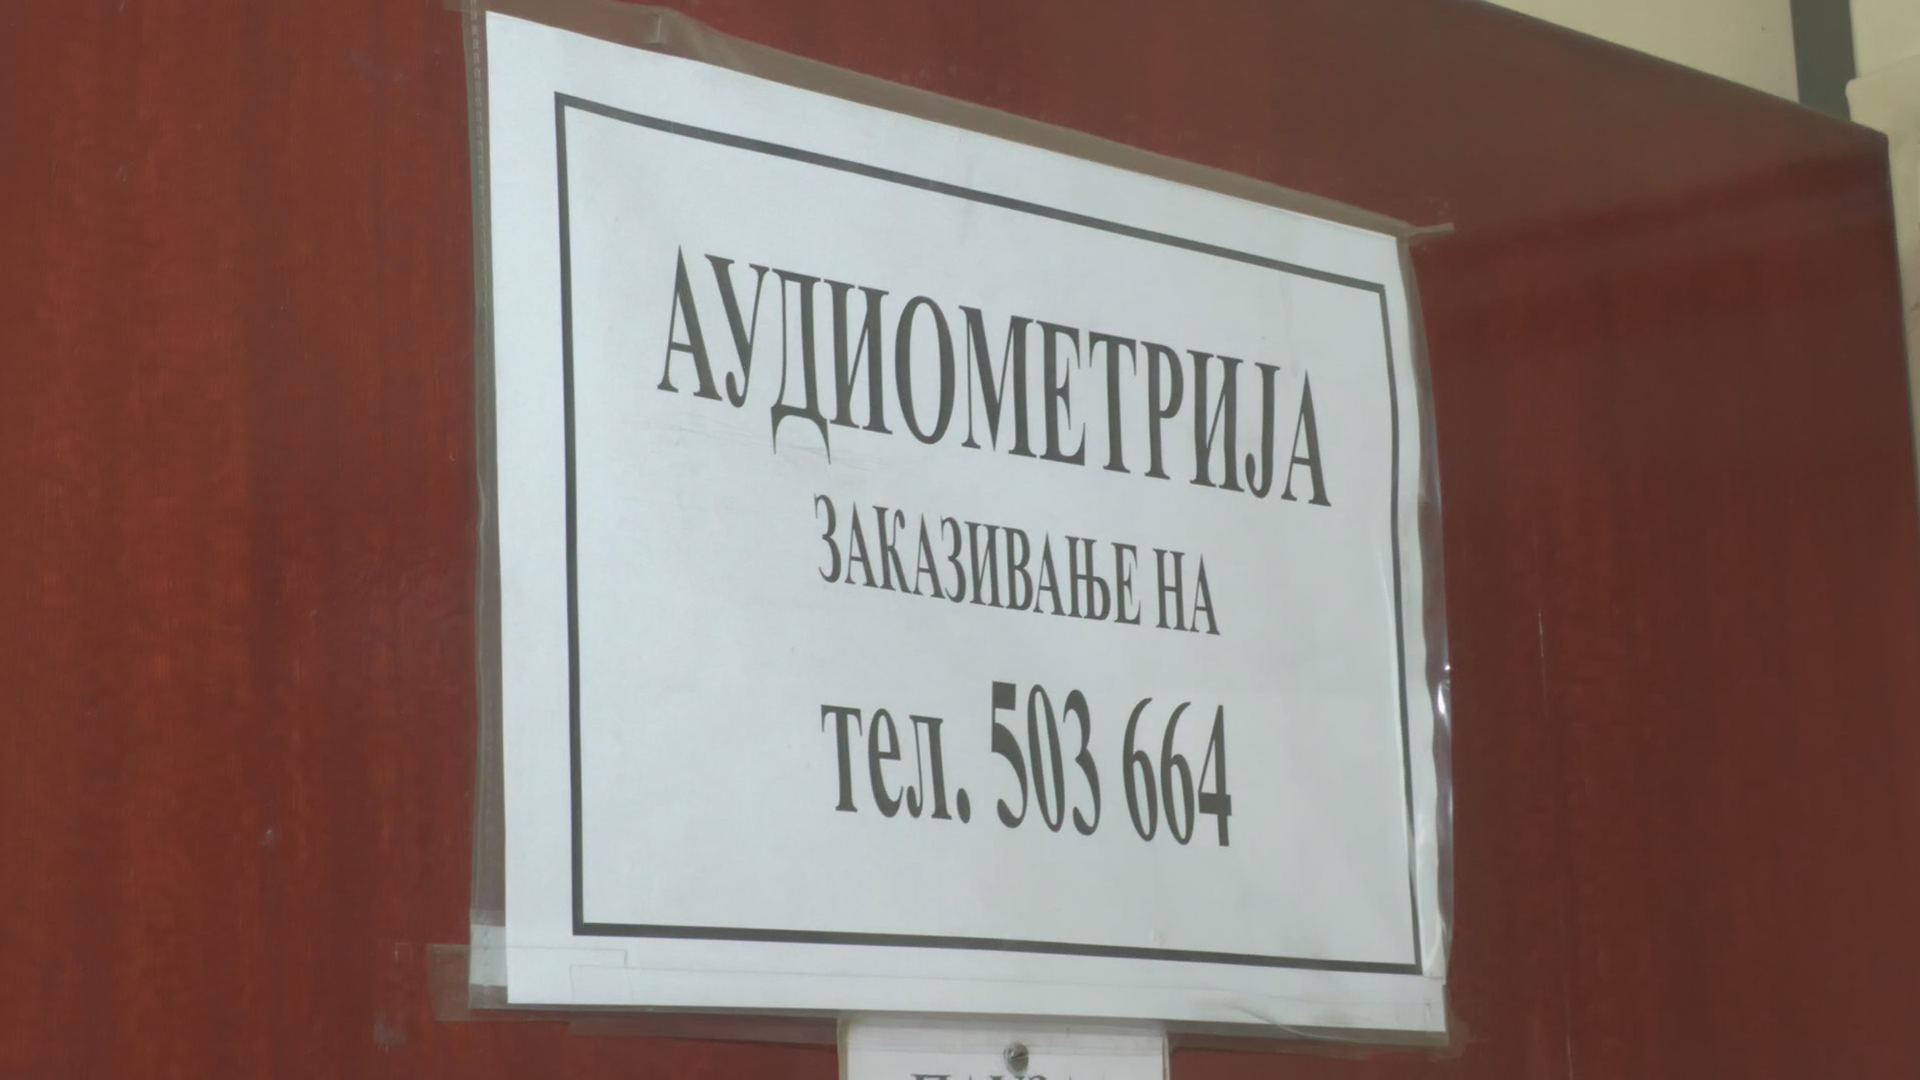 АУДИОМЕТРИЈА
ЗАКАЗИВАЊЕ НА
тел. 503 664